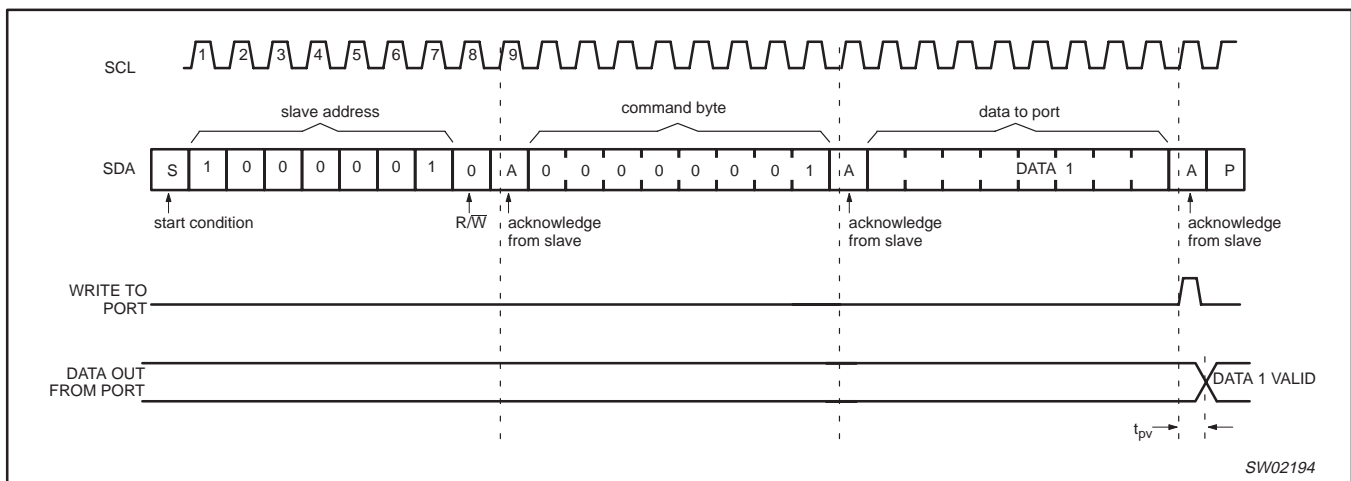 SCL 1 2 3 4 5 6 7 8 9
slave address command byte data to port
SDA S 1 0 0 0 0 0 1 0 A 0 0 0 0 0 0 0 1 A DATA 1 A P
start condition R/W̅ acknowledge from slave acknowledge from slave acknowledge from slave
WRITE TO
PORT
DATA OUT
FROM PORT DATA 1 VALID
tpv
SW02194